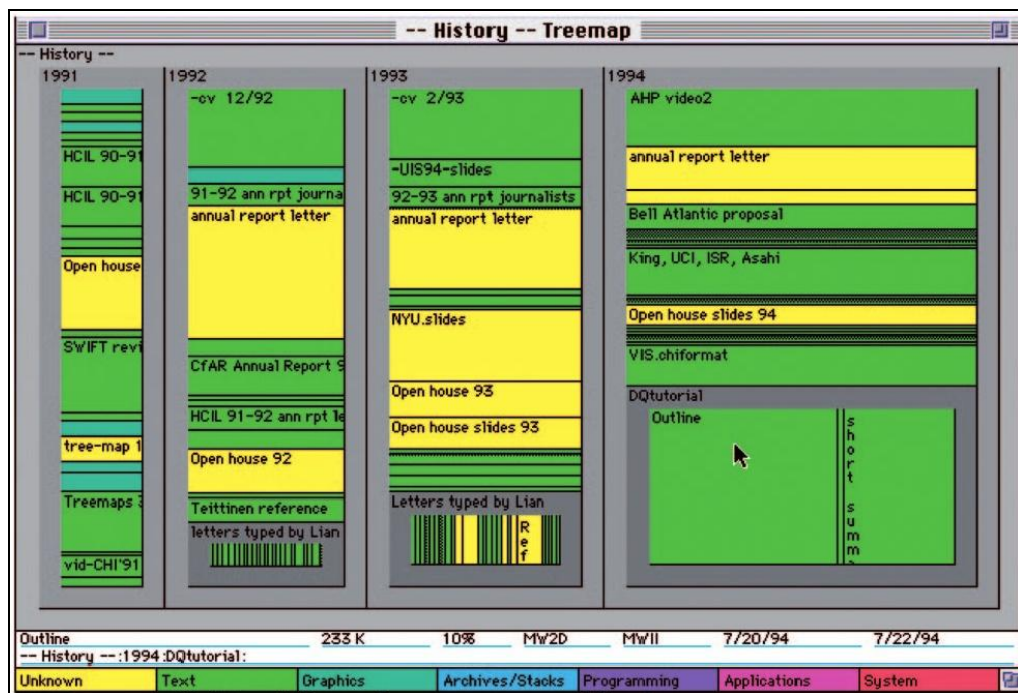 -- History -- Treemap
-- History --
1991
HCIL 90-91
HCIL 90-91
Open house
SWIFT revi
tree-map 1
Treemaps
vid-CHI'91
1992
-cv 12/92
91-92 ann rpt journa
annual report letter
CfAR Annual Report 9
HCIL 91-92 ann rpt le
Open house 92
Teittinen reference
letters typed by Lian
1993
-cv 2/93
-UIS94-slides
92-93 ann rpt journalists
annual report letter
NYU.slides
Open house 93
Open house slides 93
Letters typed by Lian
Ref
1994
AHP video2
annual report letter
Bell Atlantic proposal
King, UCI, ISR, Asahi
Open house slides 94
VIS.chiformat
DQtutorial
Outline
short summ
Outline 233 K 10% MW2D MWII 7/20/94 7/22/94
-- History --:1994:DQtutorial:
Unknown Text Graphics Archives/Stacks Programming Applications System